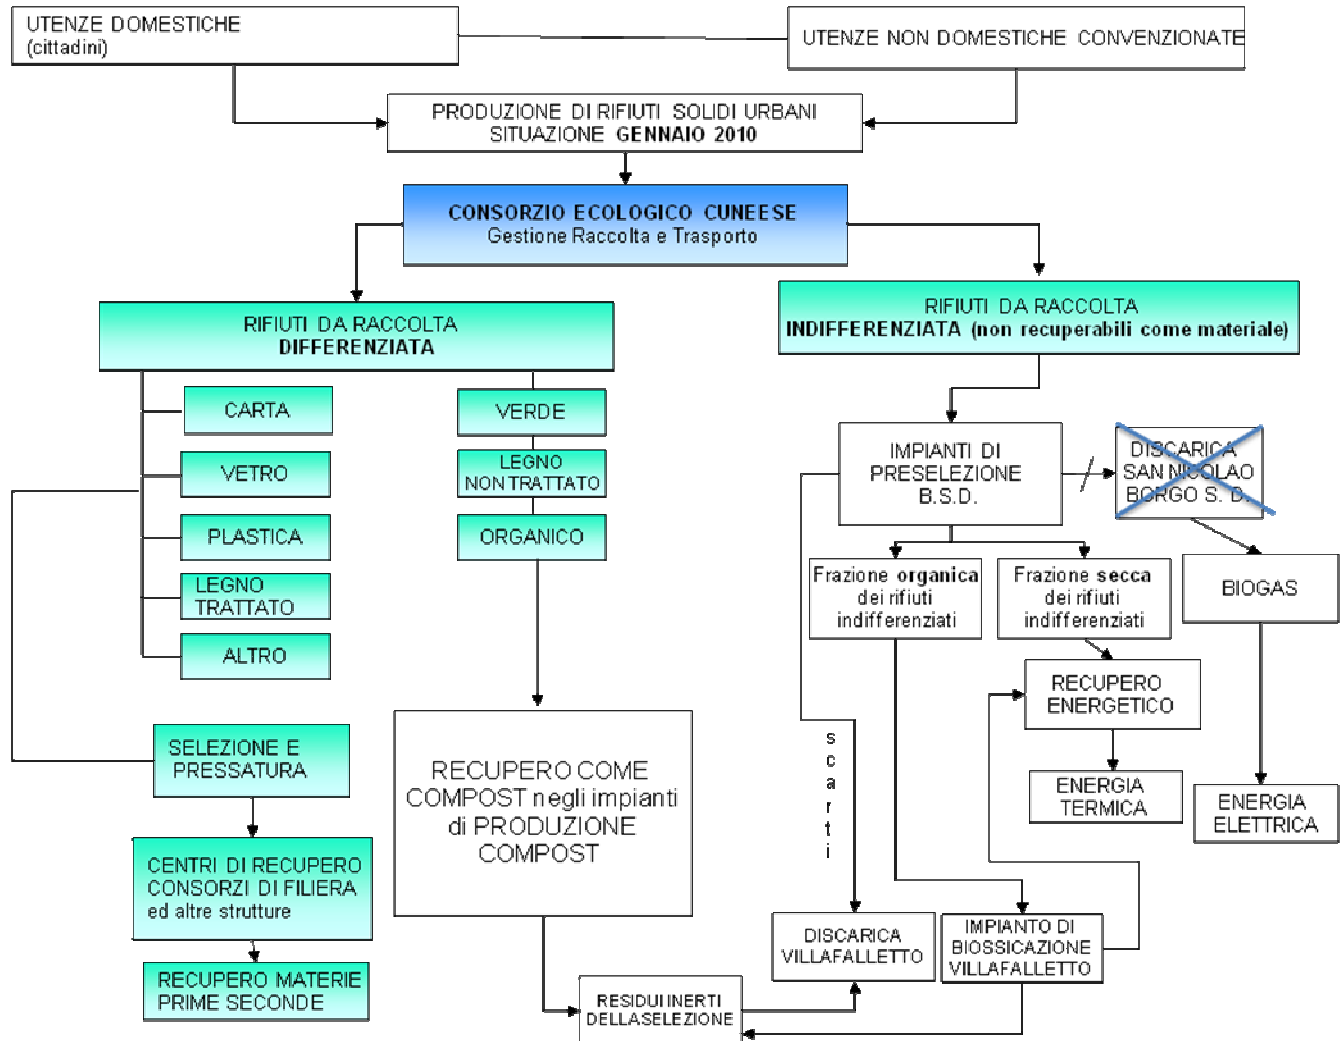 UTENZE DOMESTICHE
(cittadini)
UTENZE NON DOMESTICHE CONVENZIONATE
PRODUZIONE DI RIFIUTI SOLIDI URBANI
SITUAZIONE GENNAIO 2010
CONSORZIO ECOLOGICO CUNEESE
Gestione Raccolta e Trasporto
RIFIUTI DA RACCOLTA
DIFFERENZIATA
RIFIUTI DA RACCOLTA
INDIFFERENZIATA (non recuperabili come materiale)
CARTA
VETRO
PLASTICA
LEGNO
TRATTATO
ALTRO
VERDE
LEGNO
NON TRATTATO
ORGANICO
IMPIANTI DI
PRESELEZIONE
B.S.D.
DISCARICA
SAN NICOLAO
BORGO S. D.
Frazione organica
dei rifiuti
indifferenziati
Frazione secca
dei rifiuti
indifferenziati
BIOGAS
RECUPERO
ENERGETICO
ENERGIA
TERMICA
ENERGIA
ELETTRICA
SELEZIONE E
PRESSATURA
CENTRI DI RECUPERO
CONSORZI DI FILIERA
ed altre strutture
RECUPERO MATERIE
PRIME SECONDE
RECUPERO COME
COMPOST negli impianti
di PRODUZIONE
COMPOST
scarti
DISCARICA
VILLAFALLETTO
IMPIANTO DI
BIOSSICAZIONE
VILLAFALLETTO
RESIDUI INERTI
DELLASELEZIONE